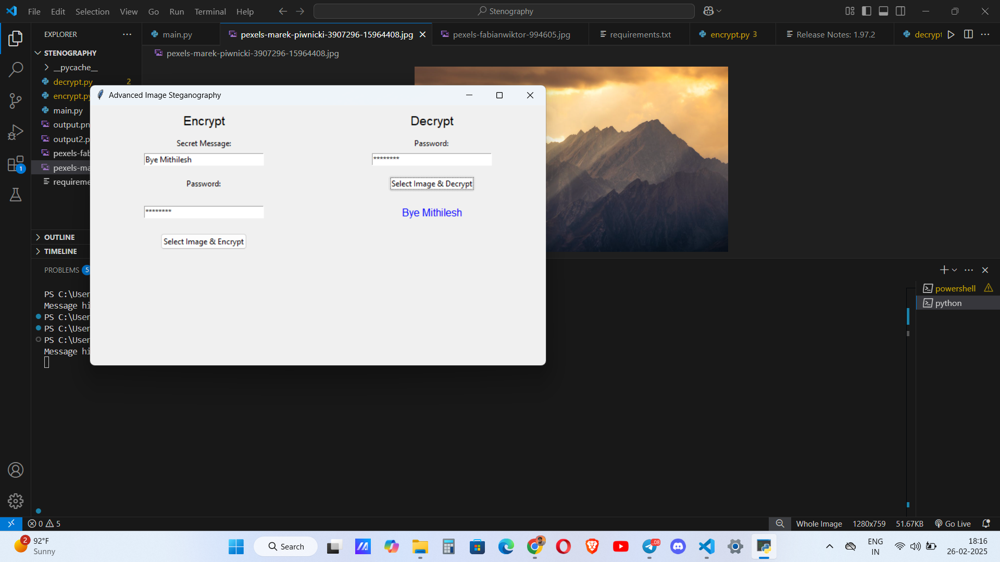 File Edit Selection View Go Run Terminal Help
Stenography
EXPLORER
main.py
pexels-marek-piwnicki-3907296-15964408.jpg
pexels-fabianwiktor-994605.jpg
requirements.txt
encrypt.py 3
Release Notes: 1.97.2
decrypt
STENOGRAPHY
pexels-marek-piwnicki-3907296-15964408.jpg
__pycache__
decrypt.py 2
encrypt.py
main.py
output.pn
output2.p
pexels-fab
pexels-ma
requireme
OUTLINE
TIMELINE
1
Advanced Image Steganography
Encrypt
Secret Message:
Bye Mithilesh
Password:
********
Select Image & Encrypt
Decrypt
Password:
********
Select Image & Decrypt
Bye Mithilesh
PROBLEMS 5
PS C:\User
Message hi
PS C:\User
PS C:\User
PS C:\User
Message hi
powershell
python
0 5
Whole Image 1280x759 51.67KB Go Live
2
92°F
Sunny
Search
..08
ENG
IN
18:16
26-02-2025